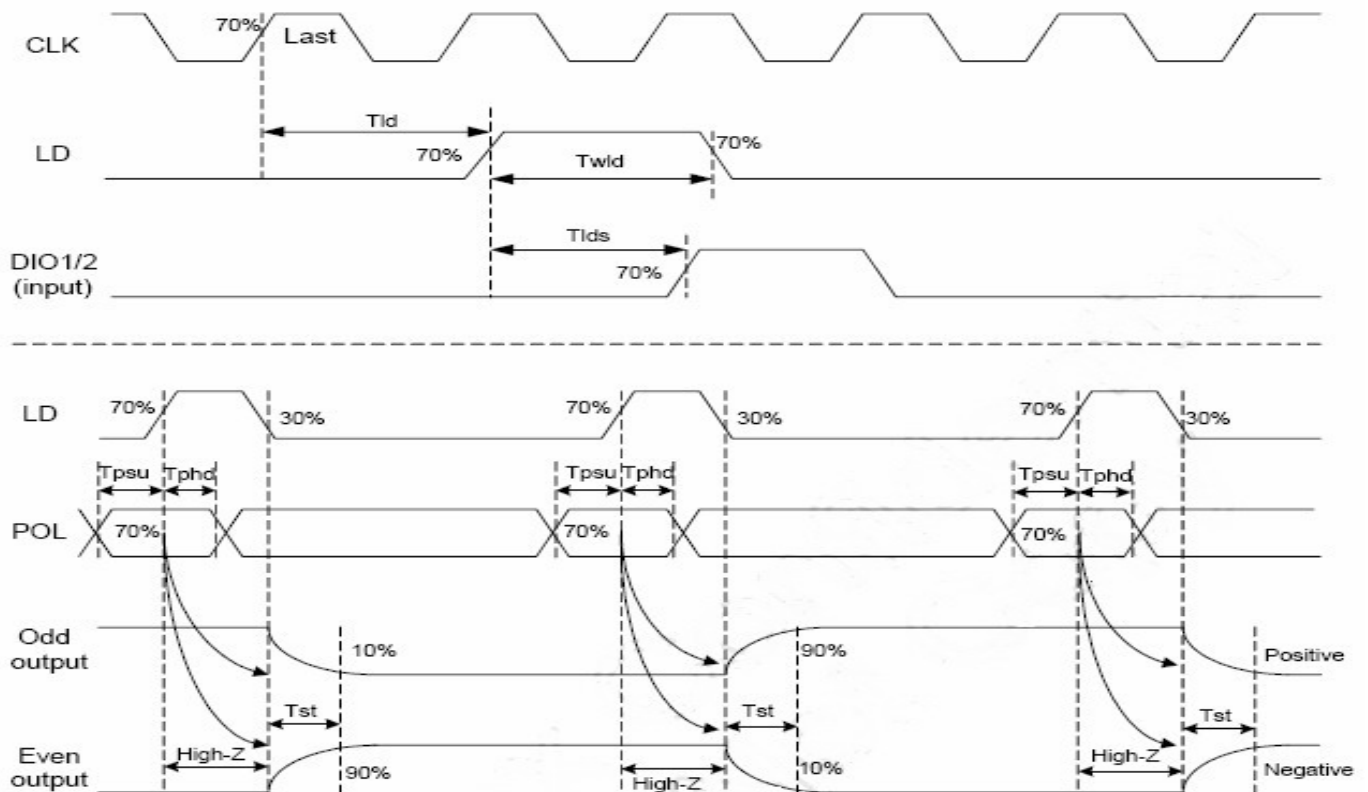 70%
CLK
Last
Tld
LD
70%
70%
Twld
Tlds
DIO1/2
(input)
70%
LD
70%
30%
70%
30%
70%
30%
Tpsu
Tphd
Tpsu
Tphd
Tpsu
Tphd
POL
70%
70%
70%
Odd
output
10%
90%
Positive
Tst
Tst
Tst
Even
output
High-Z
90%
High-Z
10%
High-Z
Negative